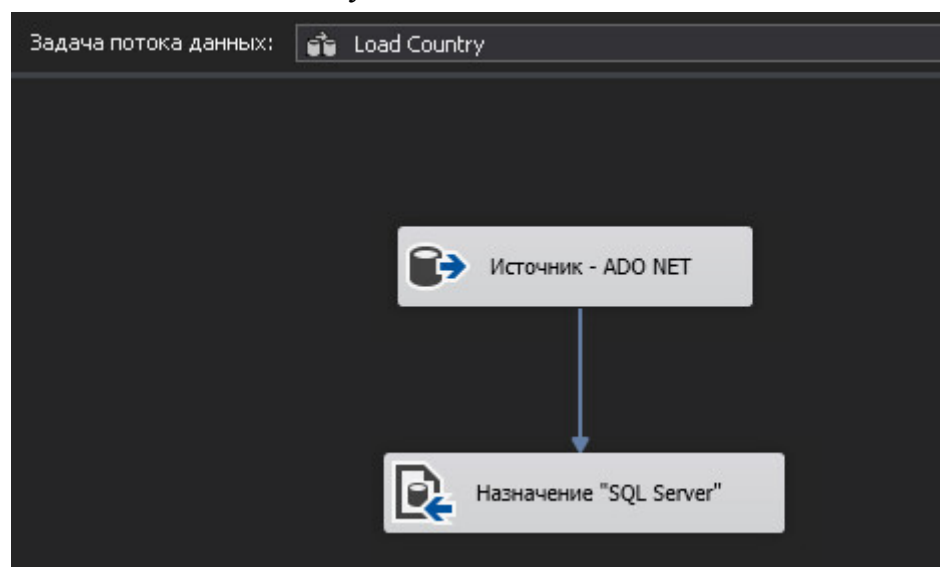 Задача потока данных: Load Country
Источник - ADO NET
Назначение "SQL Server"